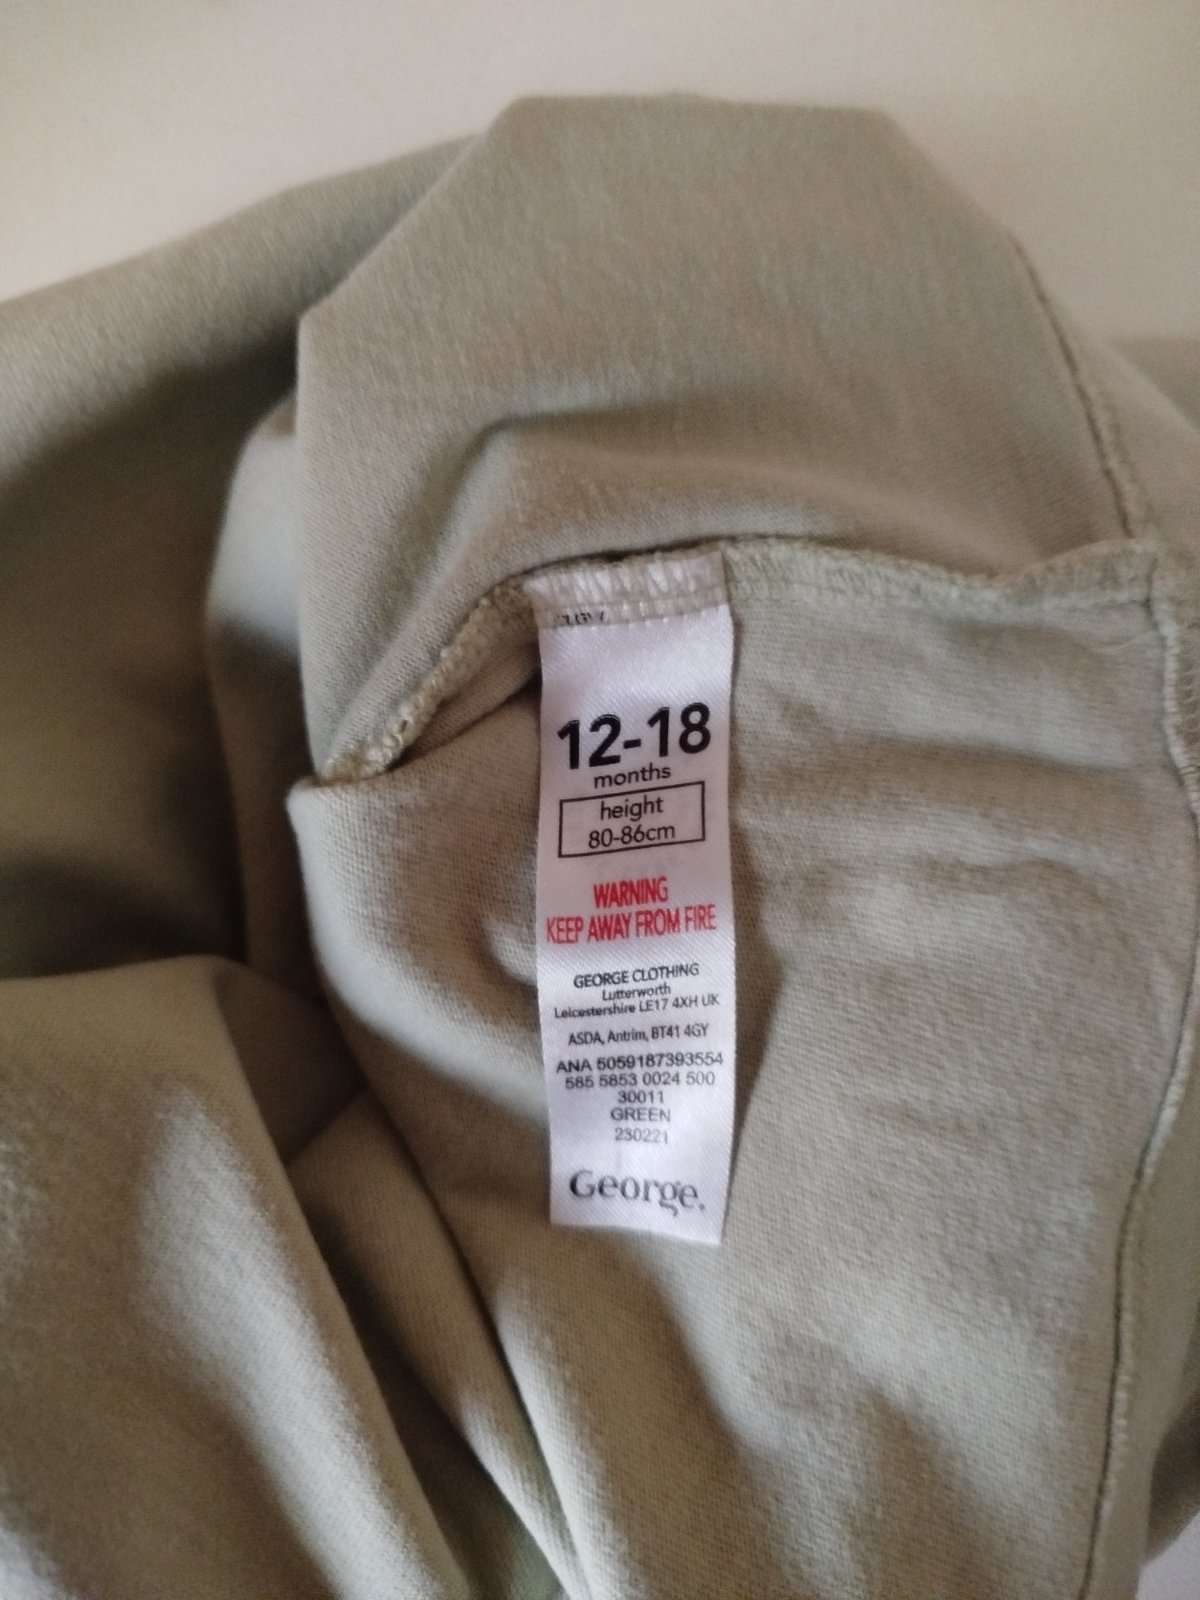 12-18
months
height
80-86cm
WARNING
KEEP AWAY FROM FIRE
GEORGE CLOTHING
Lutterworth
Leicestershire LE17 4XH UK
ASDA, Antrim, BT41 4GY
ANA 5059187393554
585 5853 0024 500
30011
GREEN
230221
George.